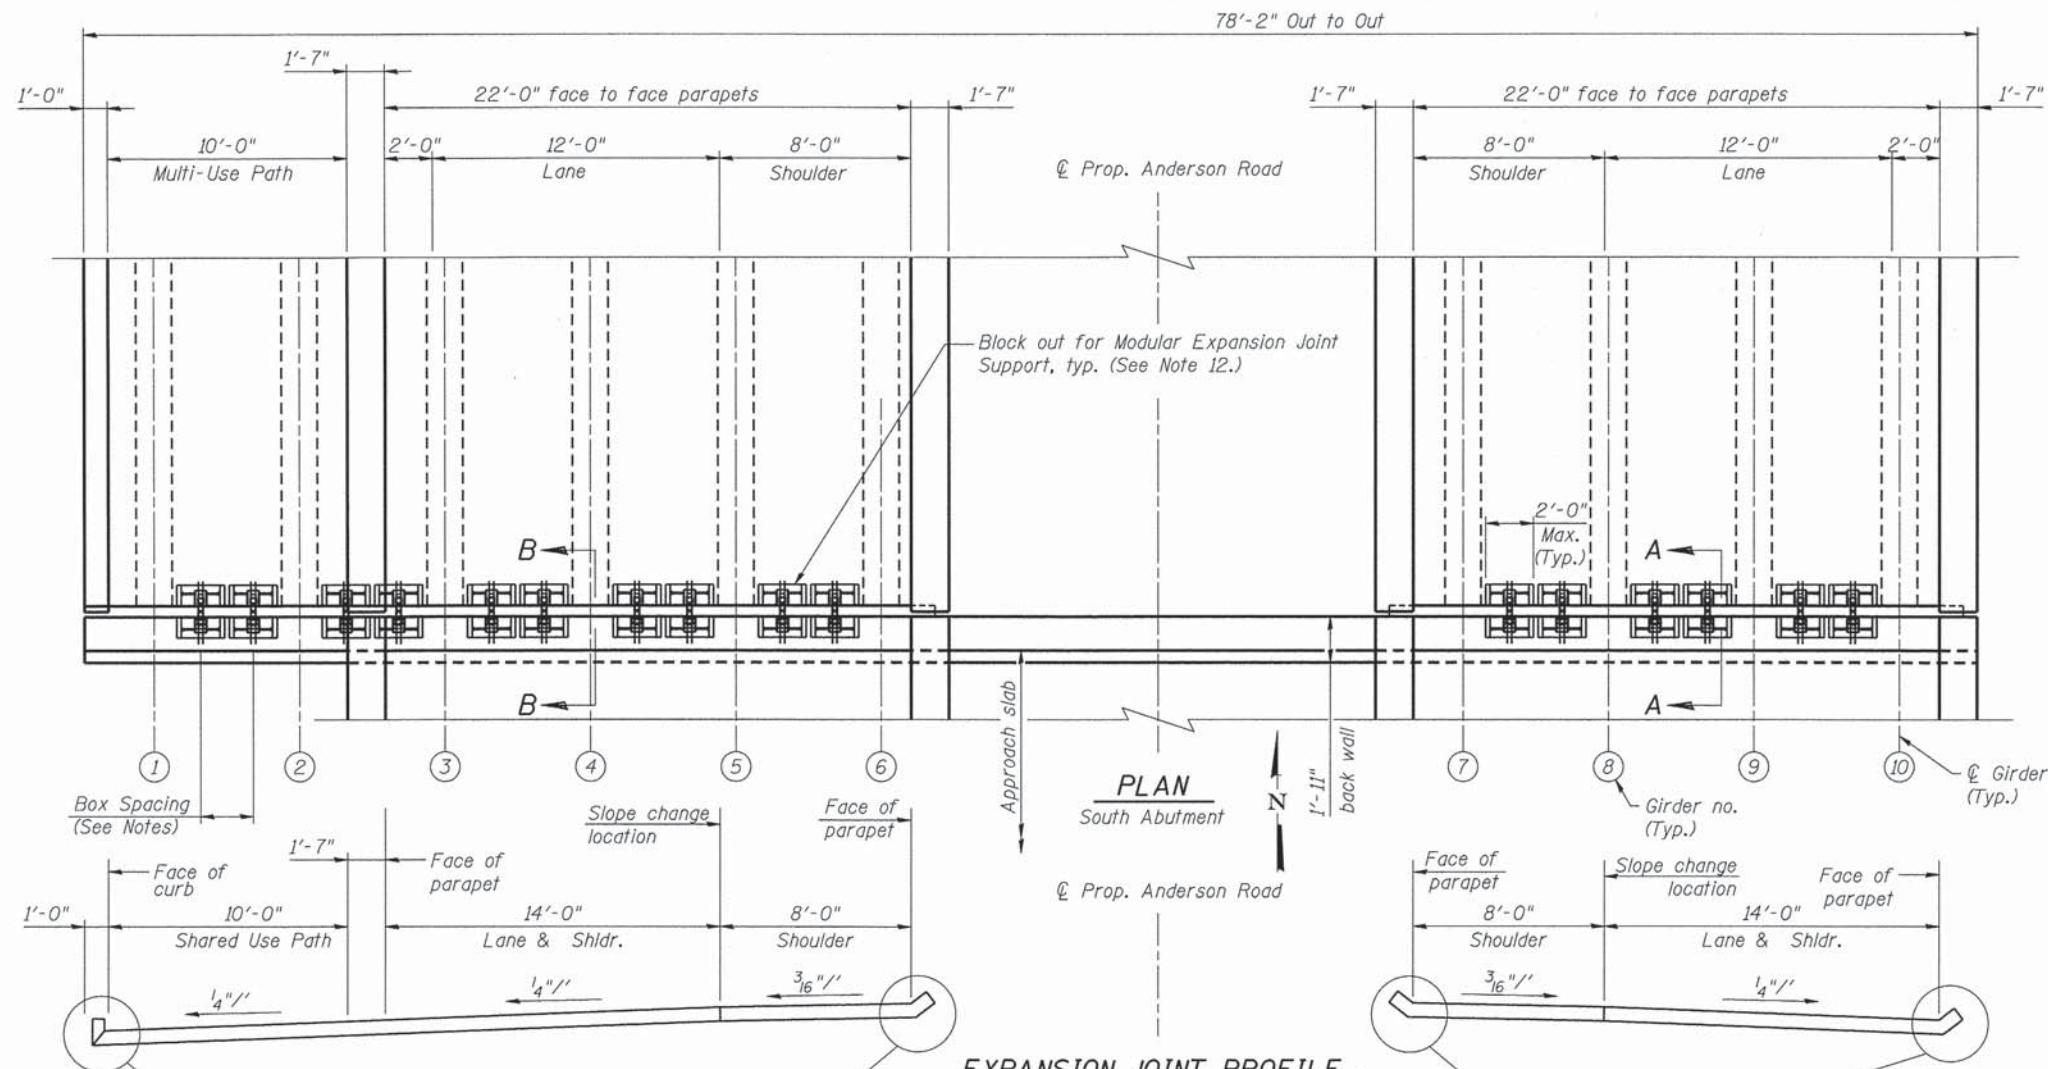 78'-2" Out to Out
1'-7"
1'-0"
22'-0" face to face parapets
1'-7"
1'-7"
22'-0" face to face parapets
1'-7"
10'-0"
2'-0"
12'-0"
8'-0"
8'-0"
12'-0"
2'-0"
Multi-Use Path
Lane
Shoulder
℄ Prop. Anderson Road
Shoulder
Lane
Block out for Modular Expansion Joint
Support, typ. (See Note 12.)
2'-0"
Max.
(Typ.)
B
A
B
A
Approach slab
1'-11"
back wall
1
2
3
4
5
6
7
8
9
10
PLAN
South Abutment
N
℄ Girder
(Typ.)
Girder no.
(Typ.)
Box Spacing
(See Notes)
Slope change
location
Face of
parapet
1'-7"
Face of
curb
Face of
parapet
℄ Prop. Anderson Road
Face of
parapet
Slope change
location
Face of
parapet
1'-0"
10'-0"
14'-0"
8'-0"
8'-0"
14'-0"
Shared Use Path
Lane & Shldr.
Shoulder
Shoulder
Lane & Shldr.
1/4"/'
1/4"/'
3/16"/'
3/16"/'
1/4"/'
EXPANSION JOINT PROFILE